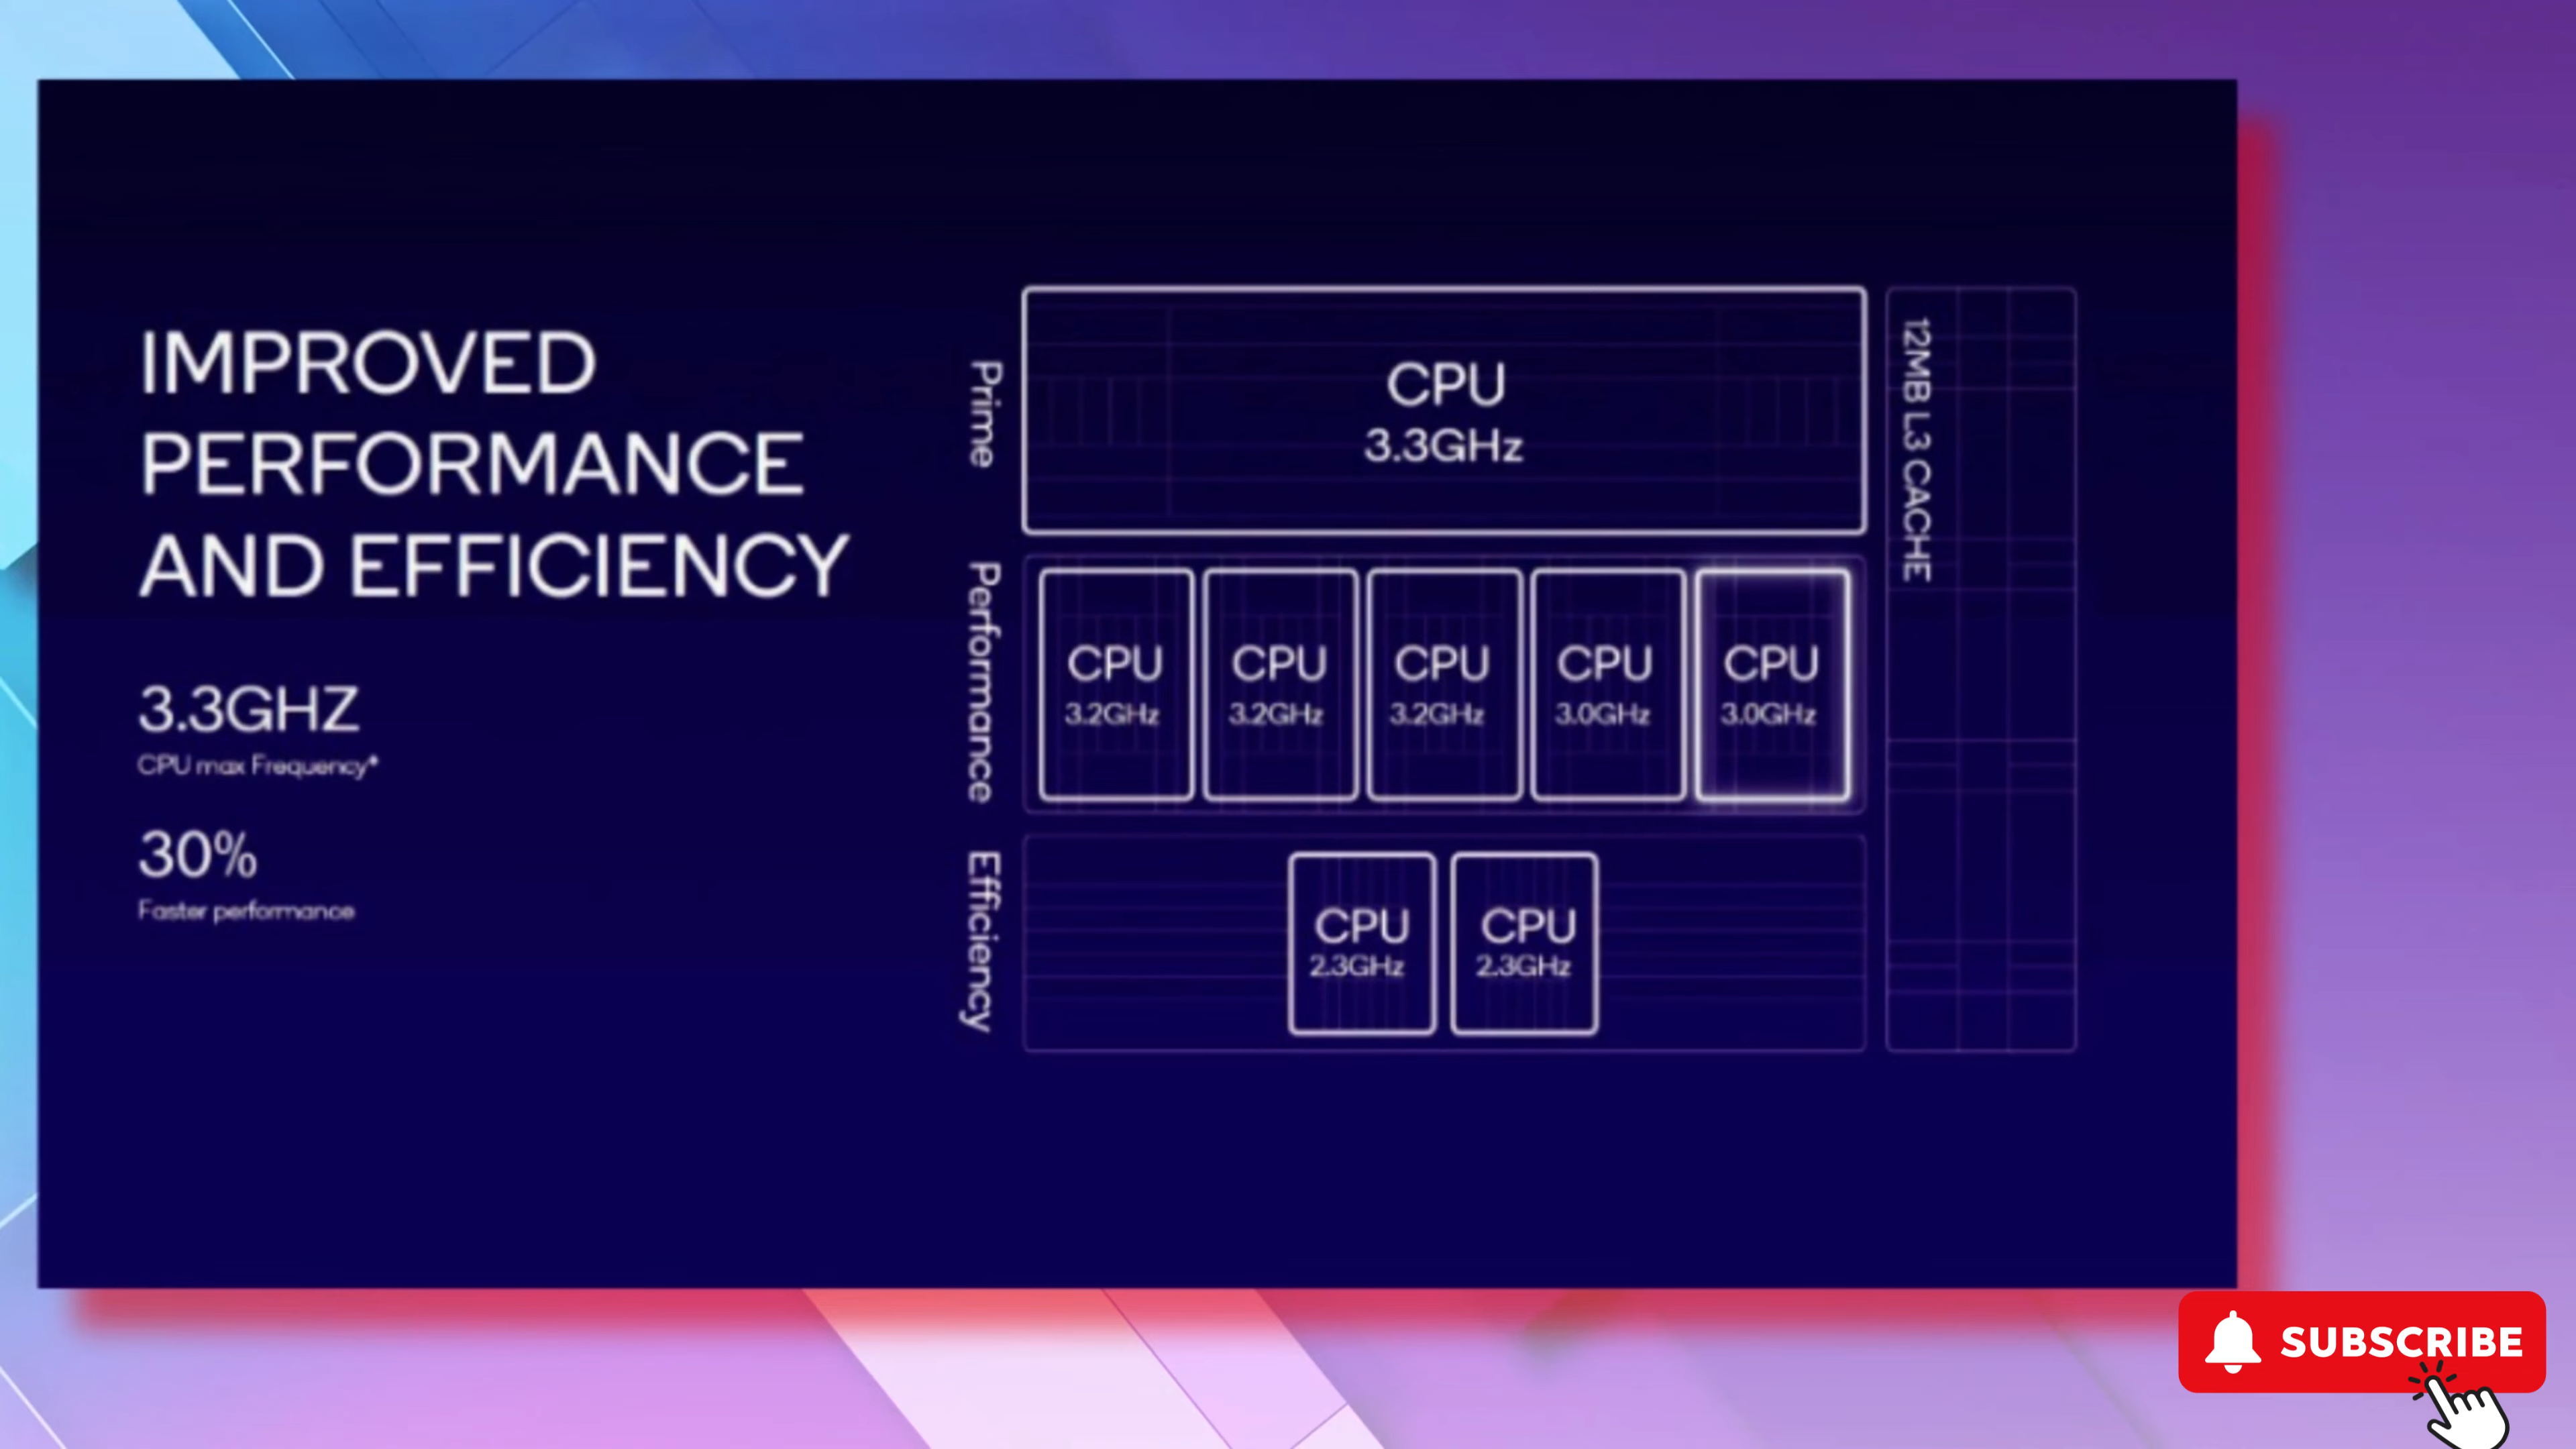 IMPROVED
PERFORMANCE
AND EFFICIENCY
3.3GHZ
CPU max Frequency*
30%
Faster performance
Prime
CPU
3.3GHz
Performance
CPU
3.2GHz
CPU
3.2GHz
CPU
3.2GHz
CPU
3.0GHz
CPU
3.0GHz
Efficiency
CPU
2.3GHz
CPU
2.3GHz
12MB L3 CACHE
SUBSCRIBE